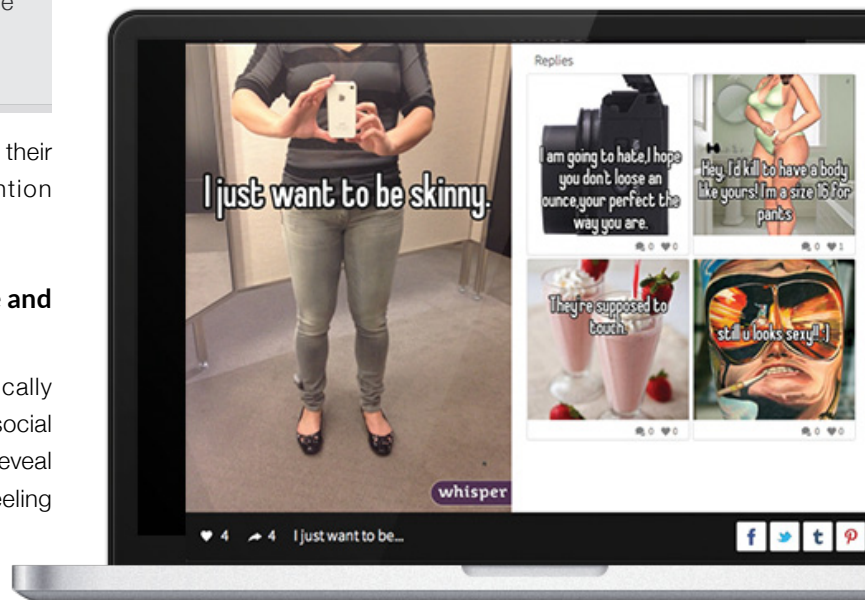 e
their
ntion
and
cally
social
eveal
eeling
I just want to be skinny.
whisper
4
4
I just want to be...
Replies
I am going to hate,I hope
you don't loose an
ounce,your perfect the
way you are.
0
0
Hey, I'd kill to have a body
like yours! I'm a size 16 for
pants
0
1
They're supposed to
touch.
0
0
still u looks sexy!! :)
0
0
f
t